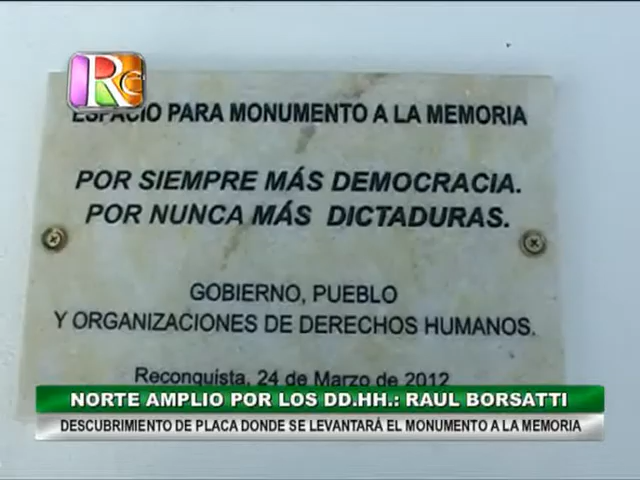 RC
ESPACIO PARA MONUMENTO A LA MEMORIA
POR SIEMPRE MÁS DEMOCRACIA.
POR NUNCA MÁS DICTADURAS.
GOBIERNO, PUEBLO
Y ORGANIZACIONES DE DERECHOS HUMANOS.
Reconquista, 24 de Marzo de 2012
NORTE AMPLIO POR LOS DD.HH.: RAUL BORSATTI
DESCUBRIMIENTO DE PLACA DONDE SE LEVANTARÁ EL MONUMENTO A LA MEMORIA